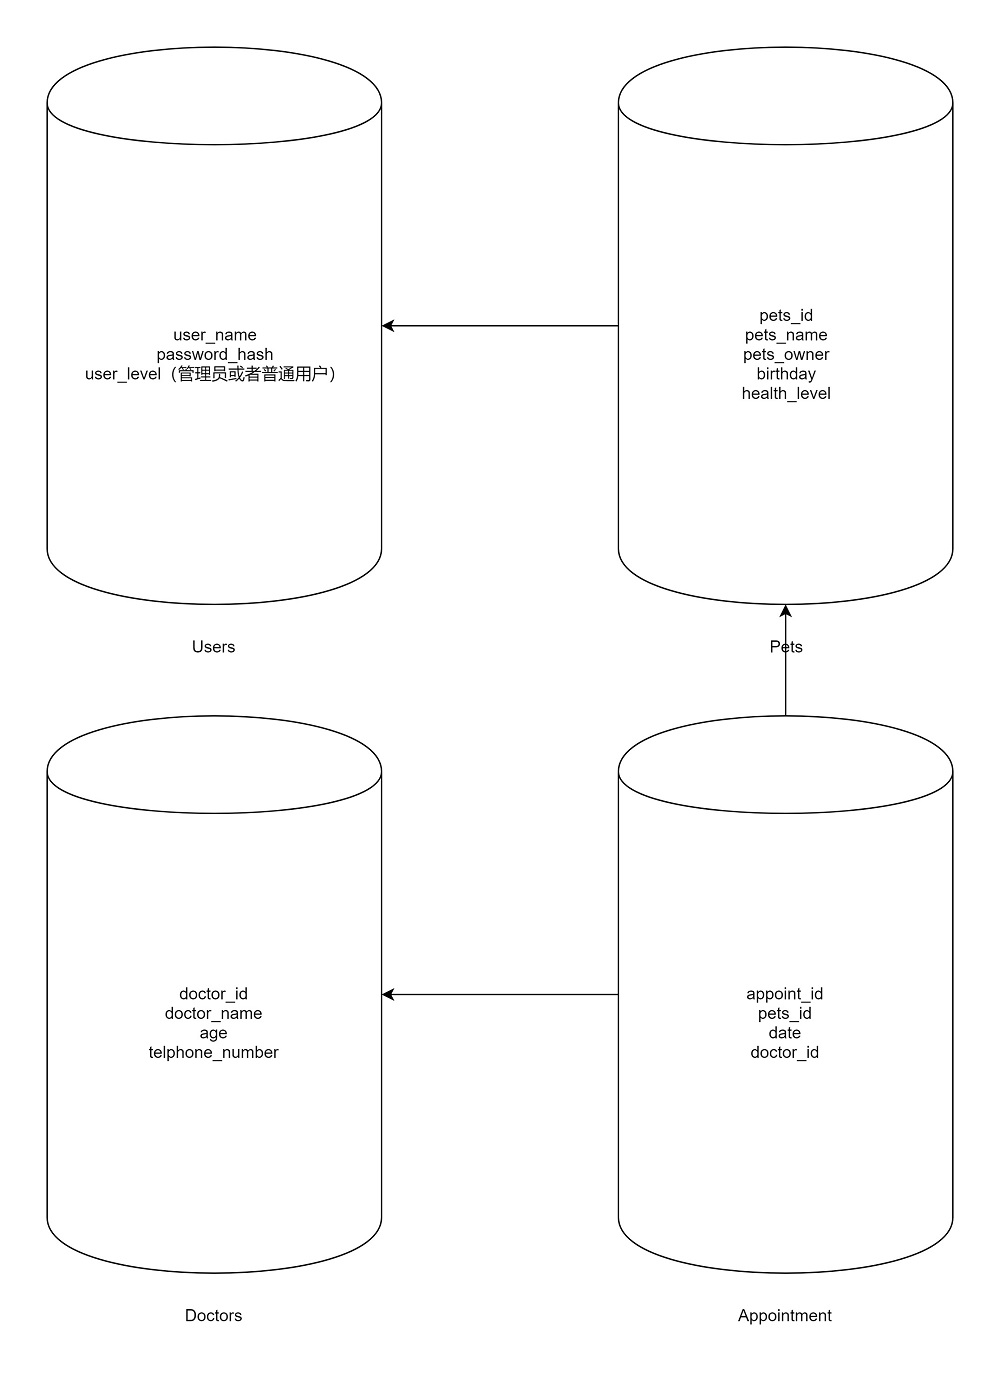 user_name
password_hash
user_level（管理员或者普通用户）
Users
pets_id
pets_name
pets_owner
birthday
health_level
Pets
doctor_id
doctor_name
age
telphone_number
Doctors
appoint_id
pets_id
date
doctor_id
Appointment